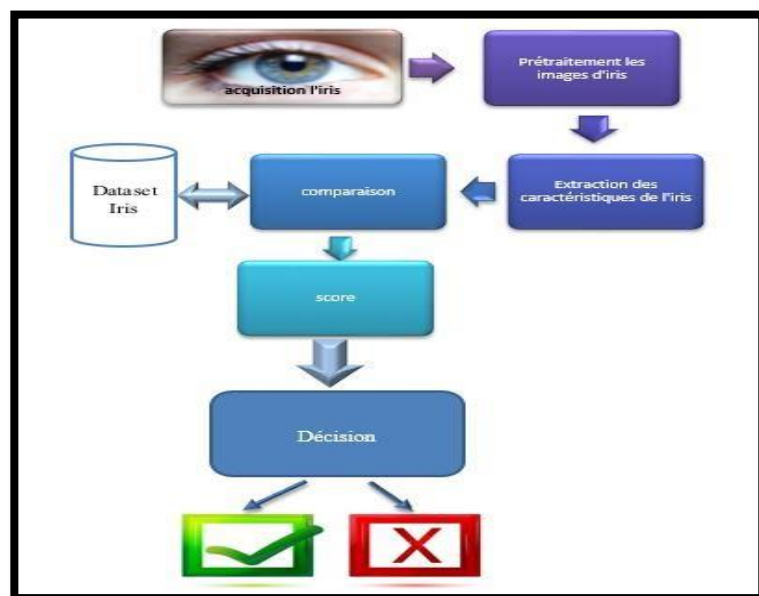 acquisition l'iris
Prétraitement les
images d'iris
Extraction des
caractéristiques de l'iris
comparaison
Dataset
Iris
score
Décision